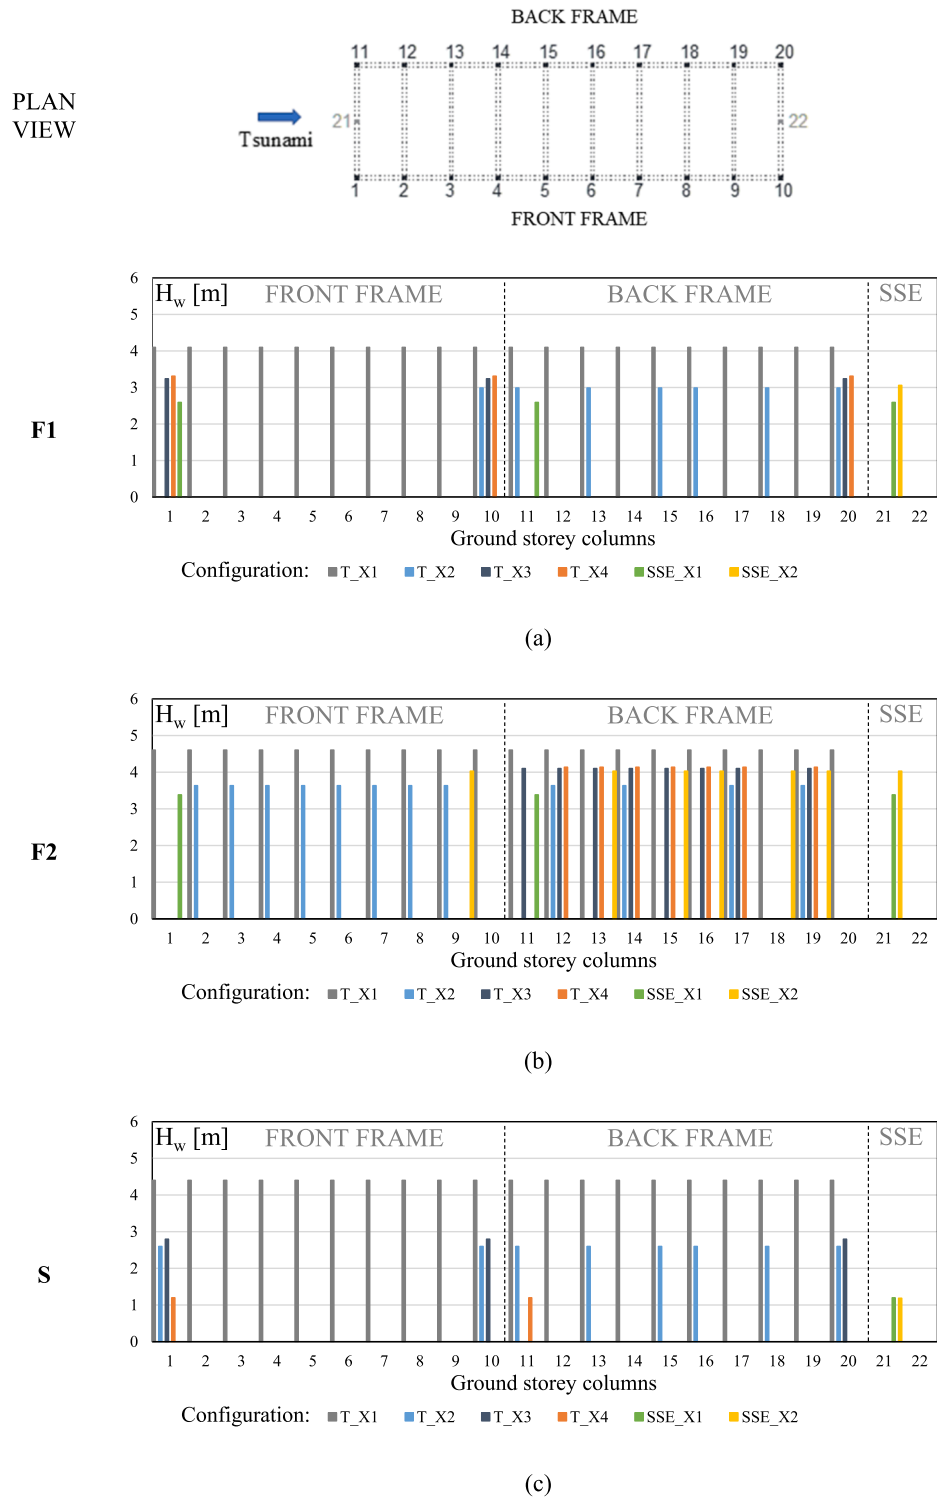 BACK FRAME
11 12 13 14 15 16 17 18 19 20
PLAN
VIEW
21 22
Tsunami
1 2 3 4 5 6 7 8 9 10
FRONT FRAME
F1
H_w [m] FRONT FRAME BACK FRAME SSE
6
5
4
3
2
1
0
1 2 3 4 5 6 7 8 9 10 11 12 13 14 15 16 17 18 19 20 21 22
Ground storey columns
Configuration: T_X1 T_X2 T_X3 T_X4 SSE_X1 SSE_X2
(a)
F2
H_w [m] FRONT FRAME BACK FRAME SSE
6
5
4
3
2
1
0
1 2 3 4 5 6 7 8 9 10 11 12 13 14 15 16 17 18 19 20 21 22
Ground storey columns
Configuration: T_X1 T_X2 T_X3 T_X4 SSE_X1 SSE_X2
(b)
S
H_w [m] FRONT FRAME BACK FRAME SSE
6
5
4
3
2
1
0
1 2 3 4 5 6 7 8 9 10 11 12 13 14 15 16 17 18 19 20 21 22
Ground storey columns
Configuration: T_X1 T_X2 T_X3 T_X4 SSE_X1 SSE_X2
(c)